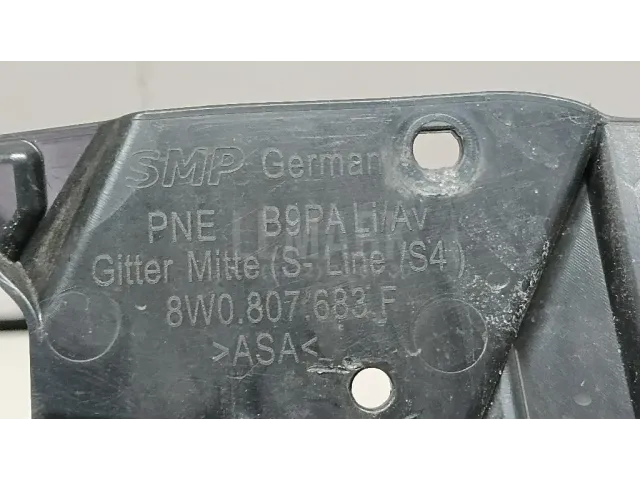 SMP German
PNE B9PA Li/Av
Gitter Mitte (S- Line /S4)
8W0.807.683 F
>ASA<